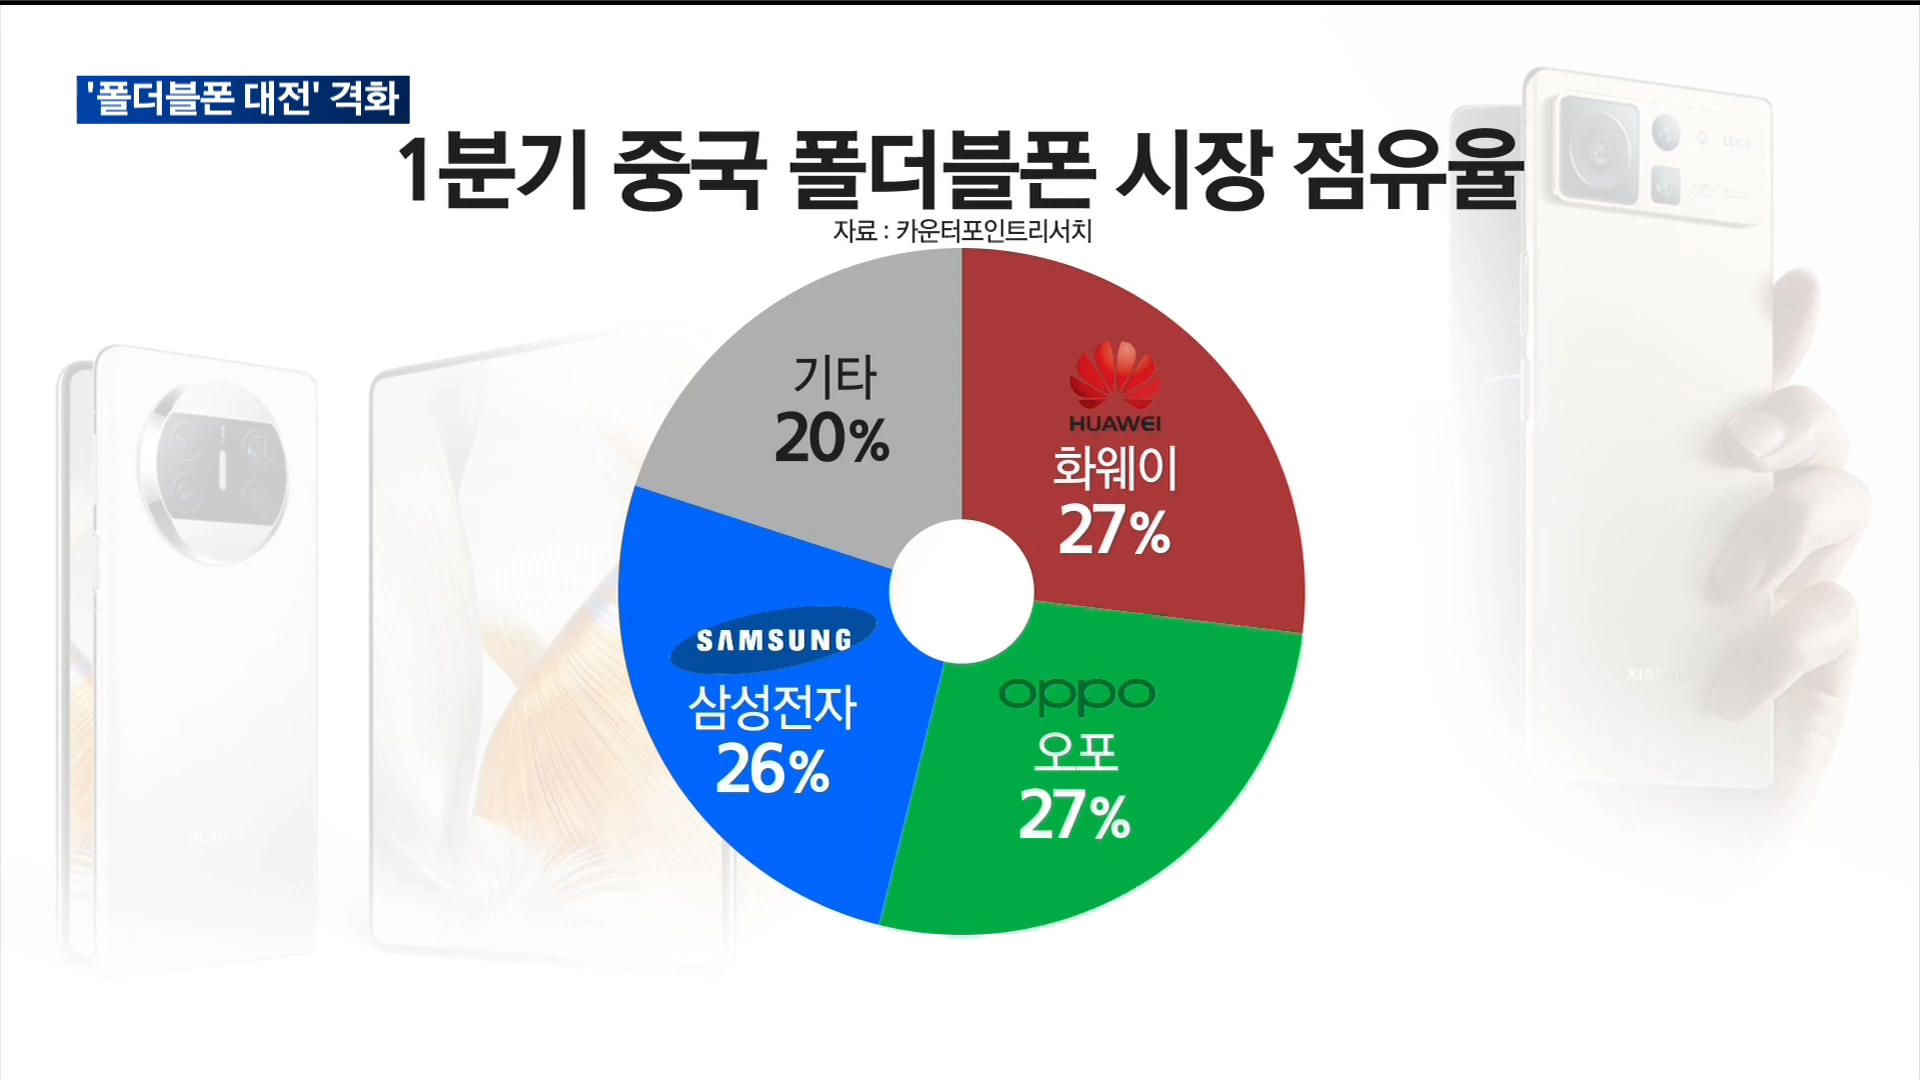 '폴더블폰 대전' 격화
1분기 중국 폴더블폰 시장 점유율
자료 : 카운터포인트리서치
기타
20%
HUAWEI
화웨이
27%
SAMSUNG
삼성전자
26%
oppo
오포
27%
LEICA
HUAWEI